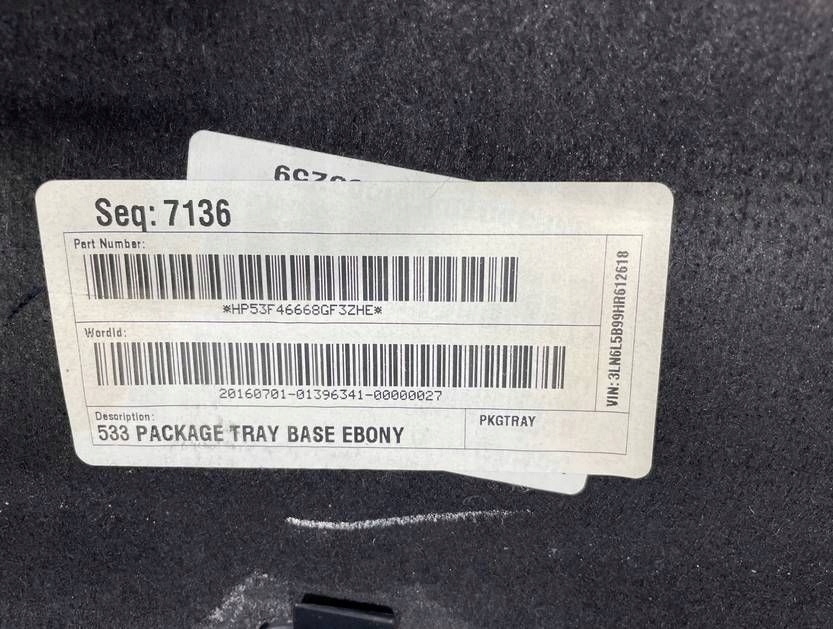 Seq: 7136
Part Number:
*HP53F46668GF3ZHE*
WordId:
20160701-01396341-00000027
Description:
533 PACKAGE TRAY BASE EBONY
PKGTRAY
VIN: 3LN6L5B99HR612618